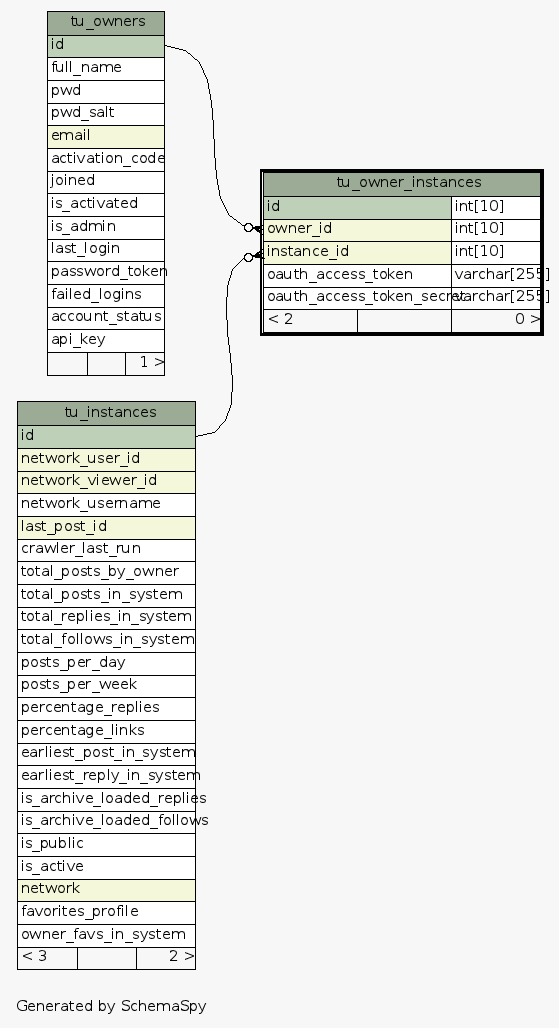 tu_owners
id
full_name
pwd
pwd_salt
email
activation_code
joined
is_activated
is_admin
last_login
password_token
failed_logins
account_status
api_key
1 >
tu_owner_instances
id int[10]
owner_id int[10]
instance_id int[10]
oauth_access_token varchar[255]
oauth_access_token_secret varchar[255]
< 2 0 >
tu_instances
id
network_user_id
network_viewer_id
network_username
last_post_id
crawler_last_run
total_posts_by_owner
total_posts_in_system
total_replies_in_system
total_follows_in_system
posts_per_day
posts_per_week
percentage_replies
percentage_links
earliest_post_in_system
earliest_reply_in_system
is_archive_loaded_replies
is_archive_loaded_follows
is_public
is_active
network
favorites_profile
owner_favs_in_system
< 3 2 >
Generated by SchemaSpy